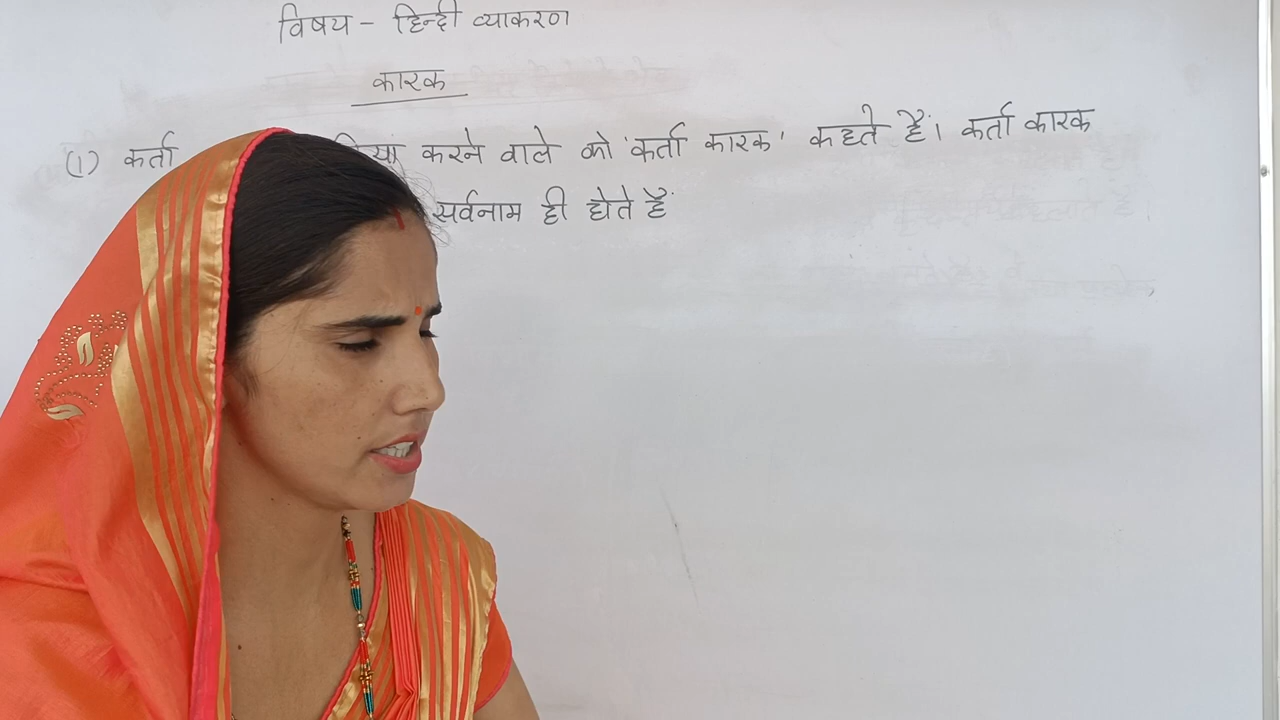 विषय - हिन्दी व्याकरण
कारक
(1) कर्ता करने वाले को 'कर्ता कारक' कहते हैं। कर्ता कारक
सर्वनाम ही होते हैं